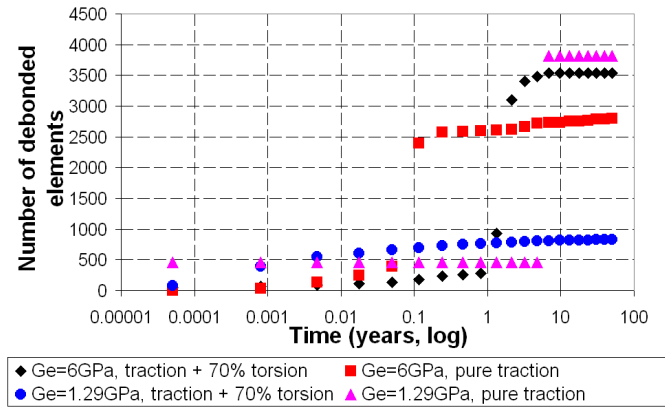 Number of debonded
elements
4500
4000
3500
3000
2500
2000
1500
1000
500
0
0.00001 0.0001 0.001 0.01 0.1 1 10 100
Time (years, log)
Ge=6GPa, traction + 70% torsion
Ge=6GPa, pure traction
Ge=1.29GPa, traction + 70% torsion
Ge=1.29GPa, pure traction